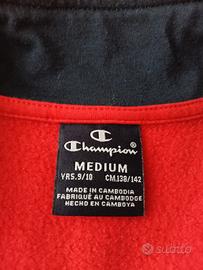 Champion
MEDIUM
YRS.9/10 CM.138/142
MADE IN CAMBODIA
FABRIQUÉ AU CAMBODGE
HECHO EN CAMBOYA
subito